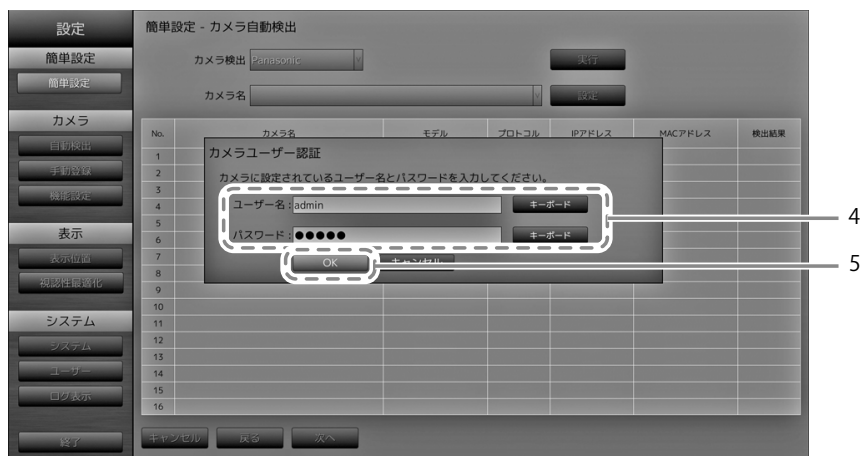 設定
簡単設定
簡単設定
カメラ
自動検出
手動登録
機能設定
表示
表示位置
視認性最適化
システム
システム
ユーザー
ログ表示
終了
簡単設定 - カメラ自動検出
カメラ検出 Panasonic 実行
カメラ名 設定
No. カメラ名 モデル プロトコル IPアドレス MACアドレス 検出結果
1
2
3
4
5
6
7
8
9
10
11
12
13
14
15
16
カメラユーザー認証
カメラに設定されているユーザー名とパスワードを入力してください。
ユーザー名 : admin キーボード
パスワード : ●●●●● キーボード
OK キャンセル
キャンセル 戻る 次へ
4
5